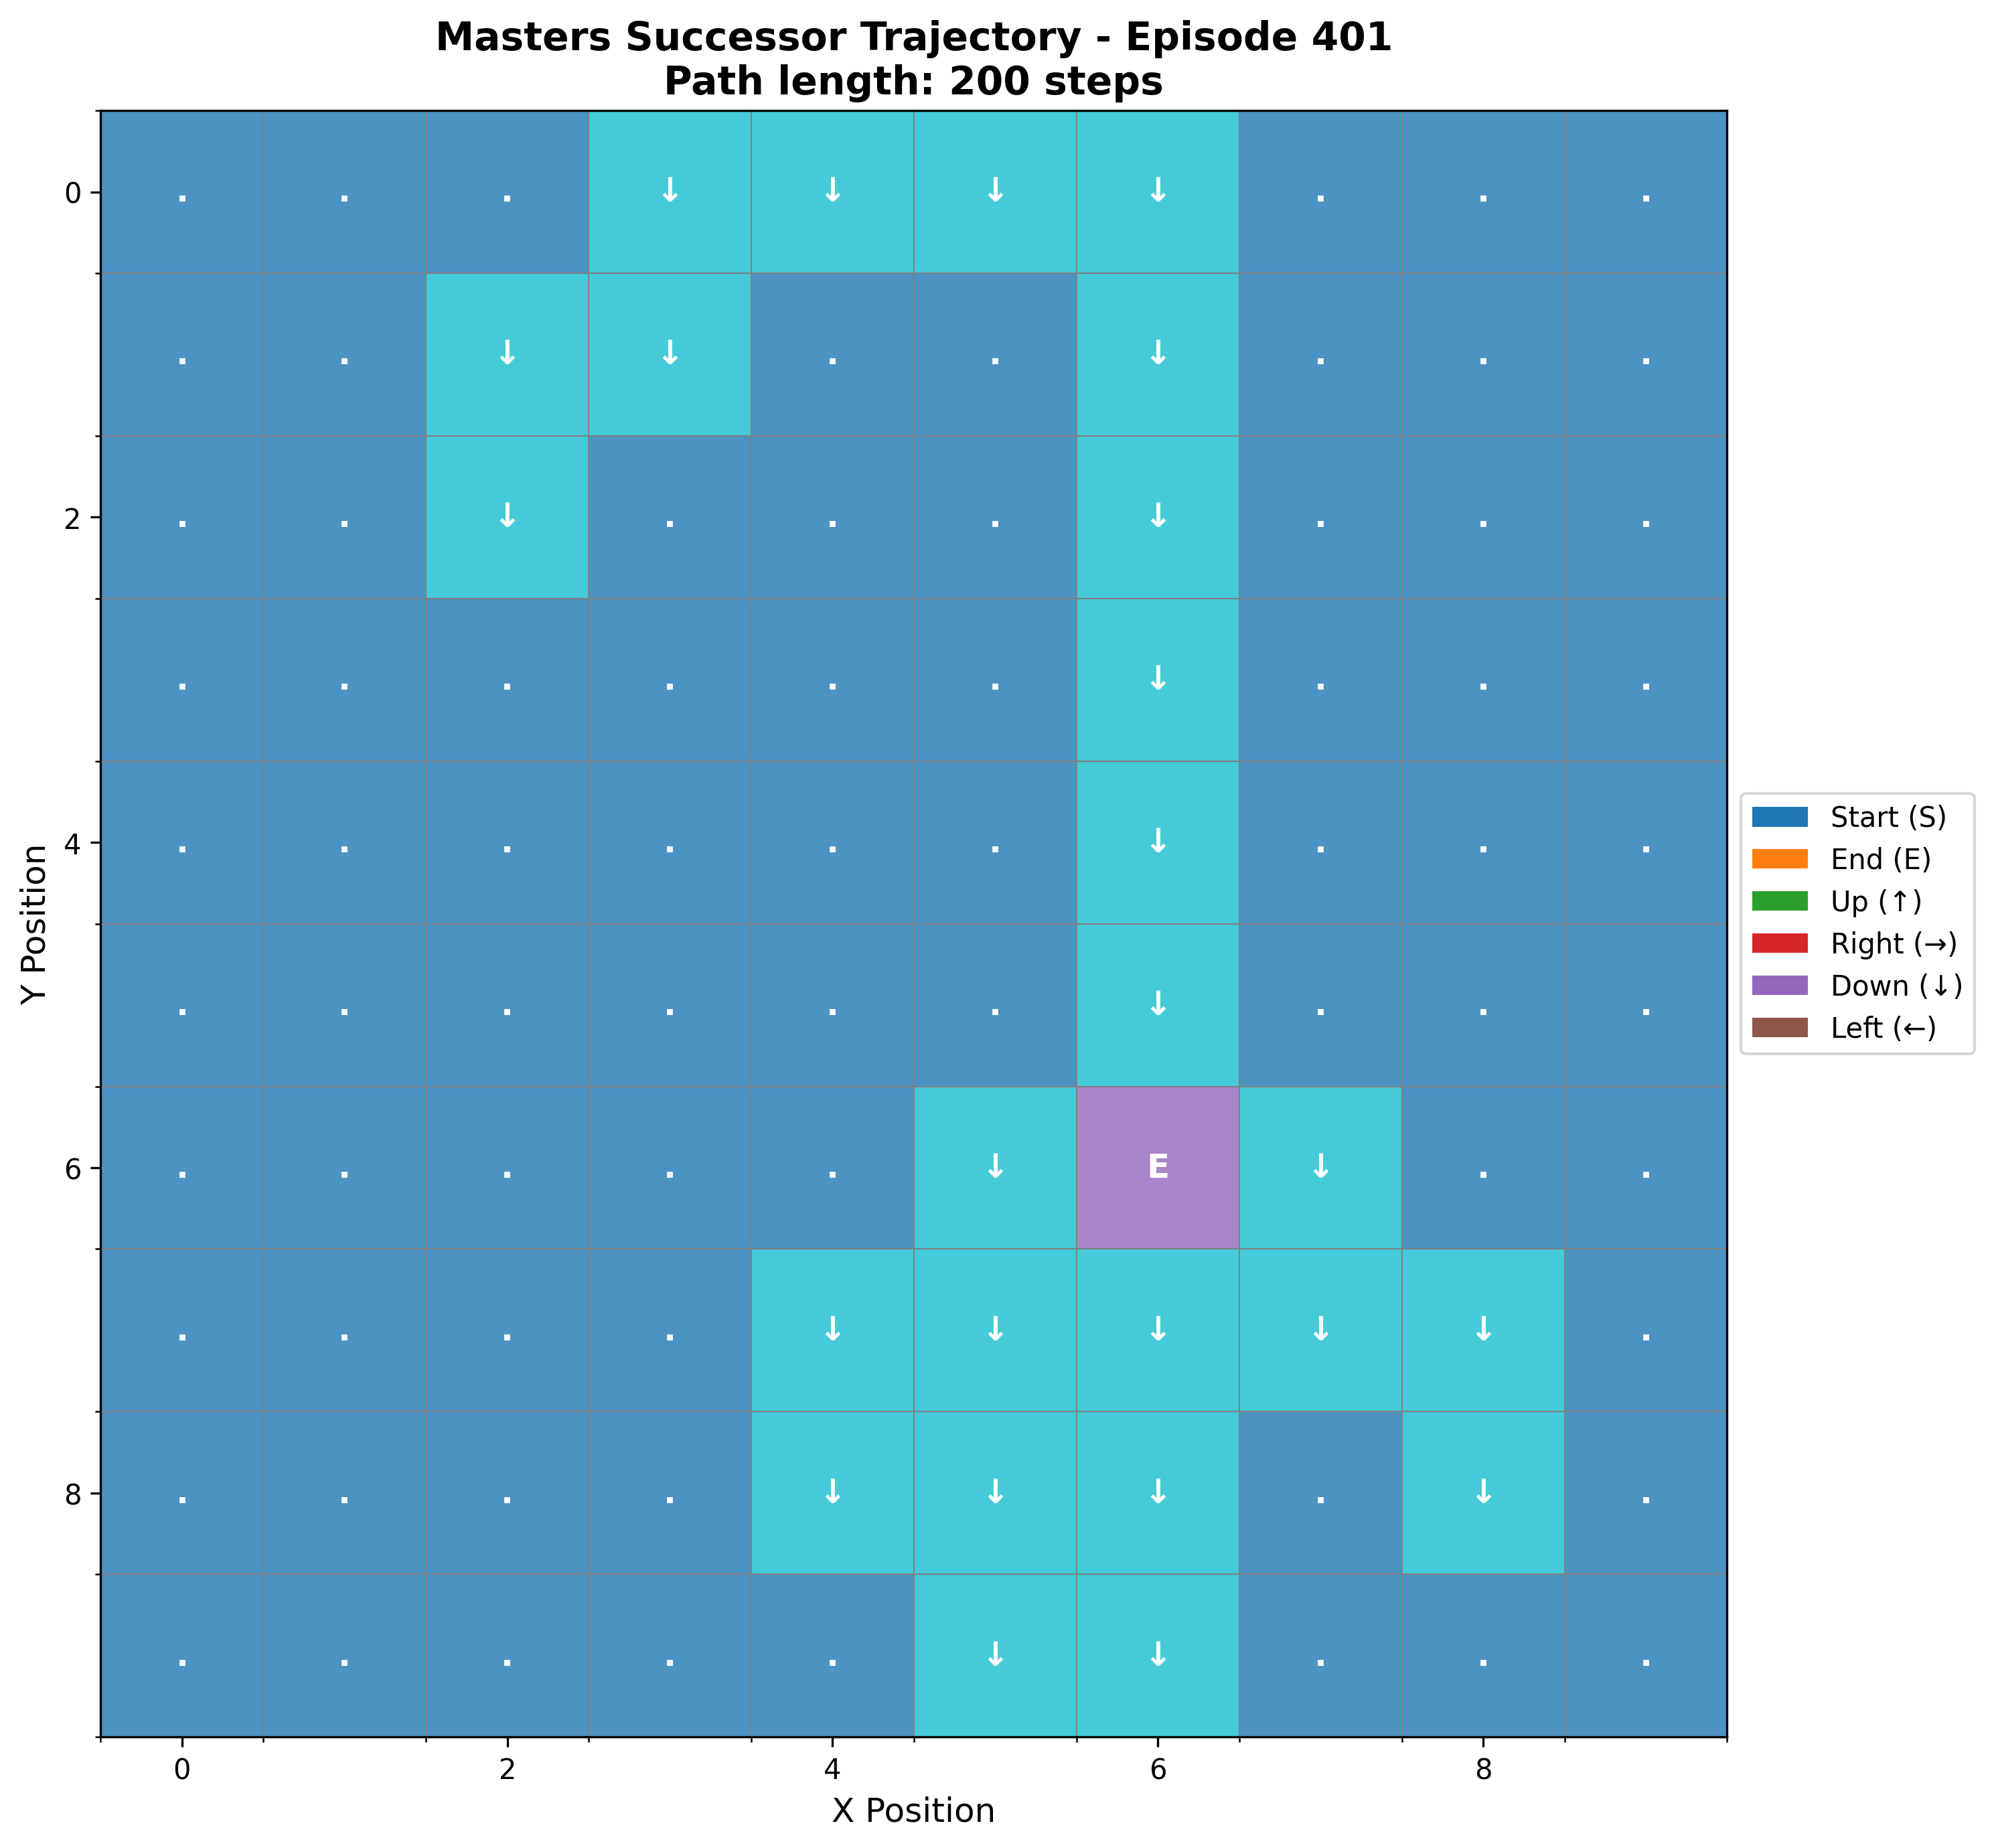 Masters Successor Trajectory - Episode 401
Path length: 200 steps
0 . . . ↓ ↓ ↓ ↓ . . .
. . ↓ ↓ . . ↓ . . .
2 . . ↓ . . . ↓ . . .
. . . . . . ↓ . . .
4 . . . . . . ↓ . . .
. . . . . . ↓ . . .
6 . . . . . ↓ E ↓ . .
. . . . ↓ ↓ ↓ ↓ ↓ .
8 . . . . ↓ ↓ ↓ . ↓ .
. . . . . ↓ ↓ . . .
0 2 4 6 8
X Position
Y Position
Start (S)
End (E)
Up (↑)
Right (→)
Down (↓)
Left (←)